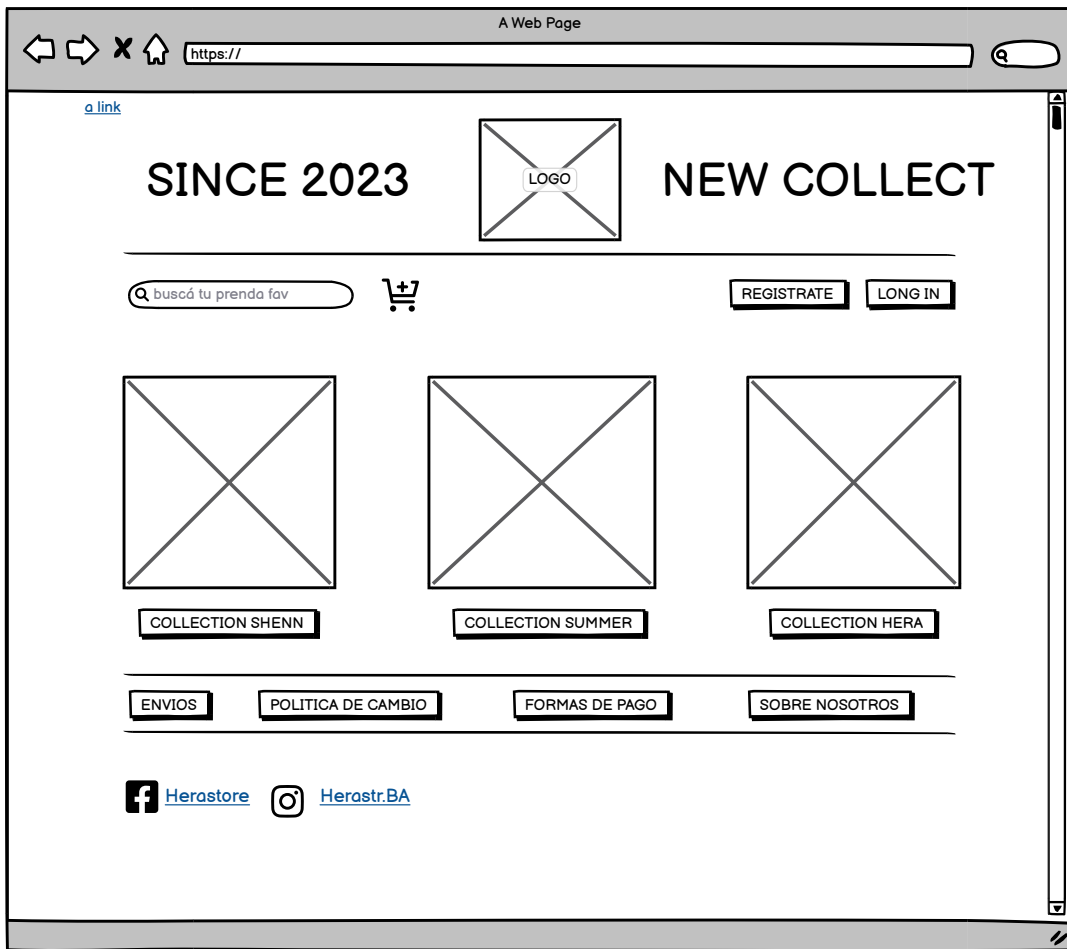 A Web Page
https://
a link
SINCE 2023
LOGO
NEW COLLECT
buscá tu prenda fav
REGISTRATE
LONG IN
COLLECTION SHENN
COLLECTION SUMMER
COLLECTION HERA
ENVIOS
POLITICA DE CAMBIO
FORMAS DE PAGO
SOBRE NOSOTROS
Herastore
Herastr.BA